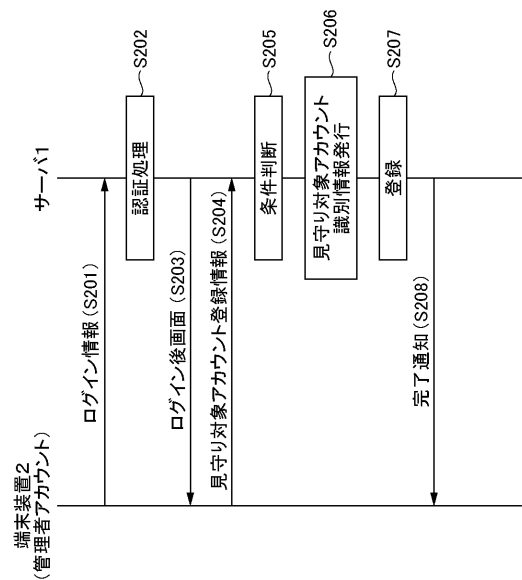 端末装置2
(管理者アカウント)
サーバ1
ログイン情報(S201)
認証処理
S202
ログイン後画面(S203)
見守り対象アカウント登録情報(S204)
条件判断
S205
見守り対象アカウント
識別情報発行
S206
登録
S207
完了通知(S208)